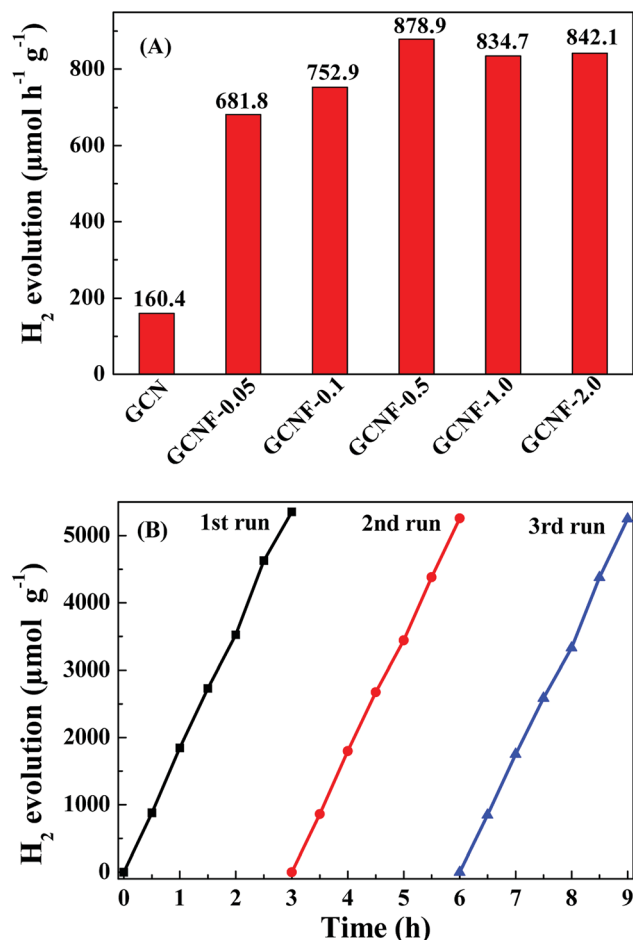 (A)
H₂ evolution (μmol h⁻¹ g⁻¹)
800
600
400
200
0
160.4
681.8
752.9
878.9
834.7
842.1
GCN
GCNF-0.05
GCNF-0.1
GCNF-0.5
GCNF-1.0
GCNF-2.0
(B)
1st run
2nd run
3rd run
H₂ evolution (μmol g⁻¹)
5000
4000
3000
2000
1000
0
0 1 2 3 4 5 6 7 8 9
Time (h)